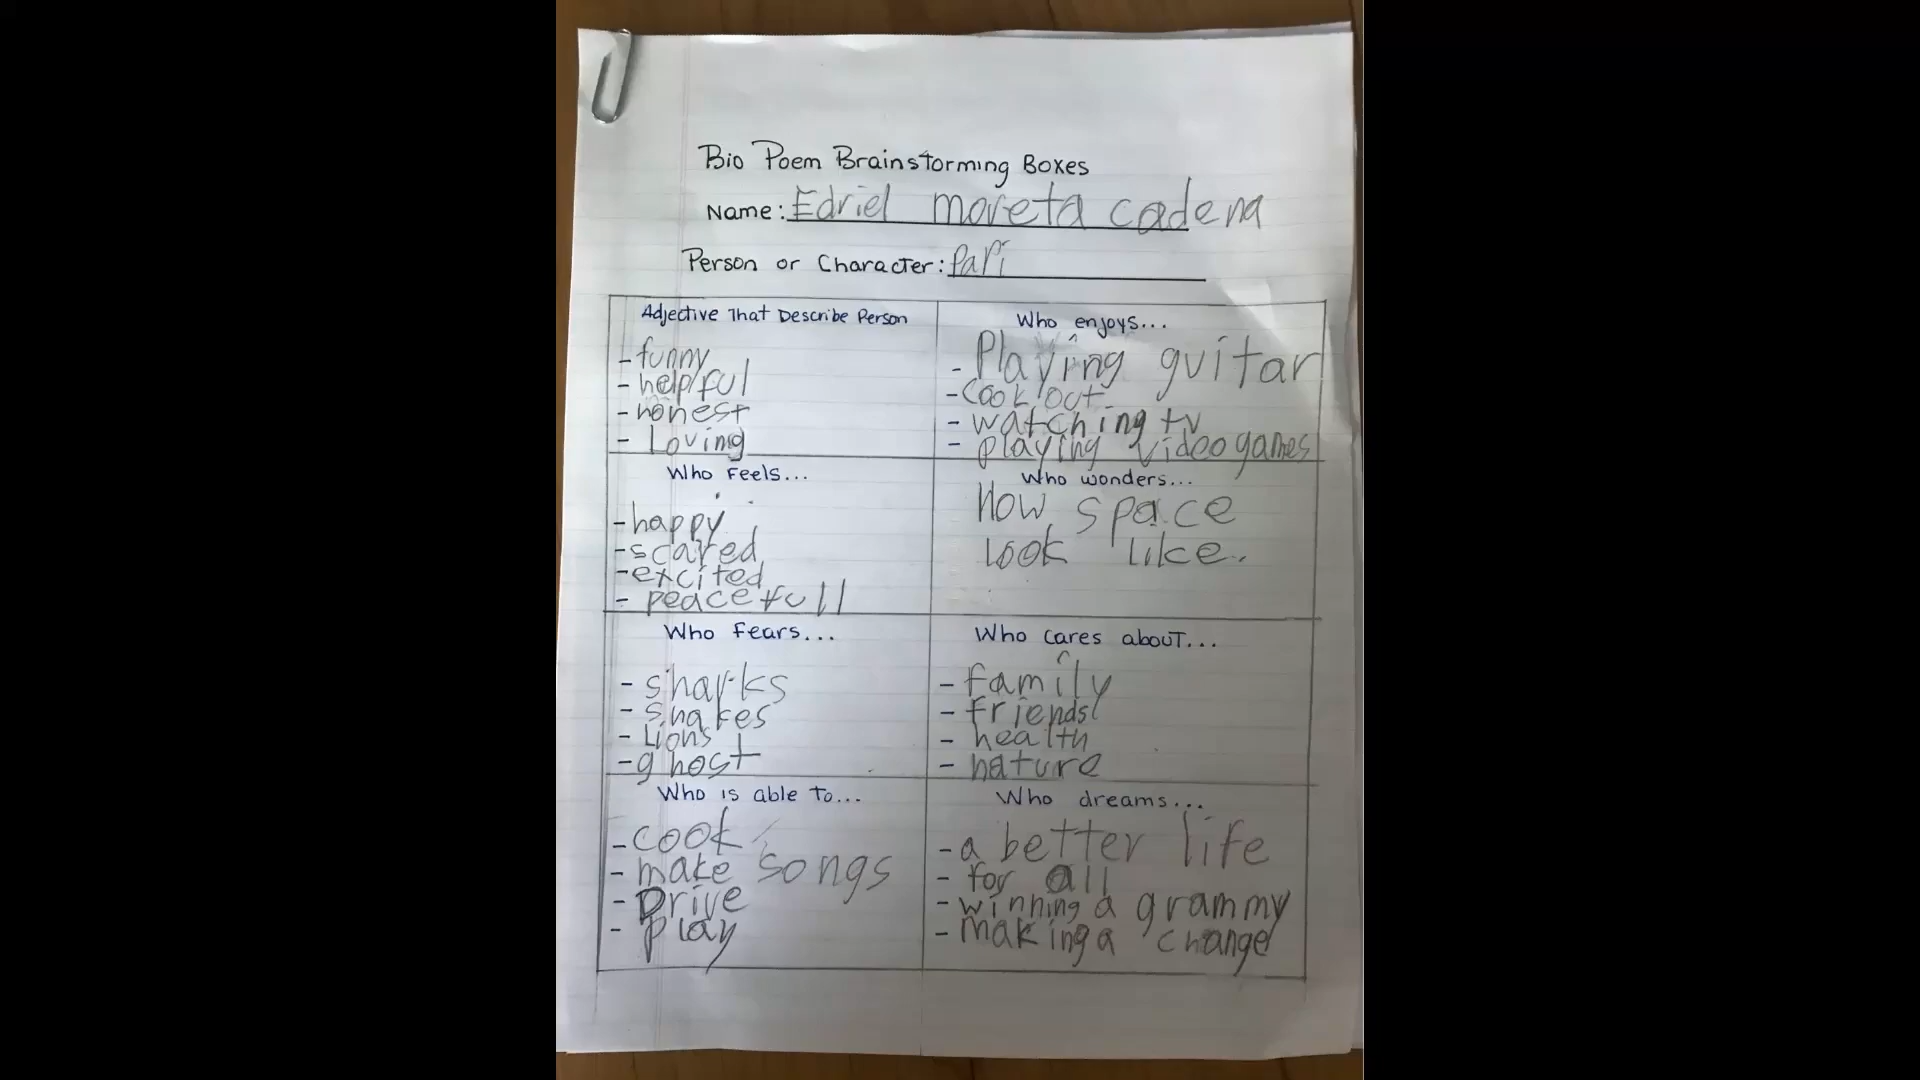 Bio Poem Brainstorming Boxes
Name: Edriel moreta cadena
Person or Character: Papi
Adjective That Describe Person
- funny
- helpful
- honest
- Loving
Who enjoys...
- Playing guitar
- Cook out
- watching tv
- playing videogames
Who Feels...
- happy
- scared
- excited
- peacefull
Who wonders...
How space
look like.
Who Fears...
- sharks
- snakes
- Lions
- ghost
Who cares about...
- family
- friends
- health
- nature
Who is able to...
- cook
- make songs
- Drive
- play
Who dreams...
- a better life
- for all
- winning a grammy
- making a change